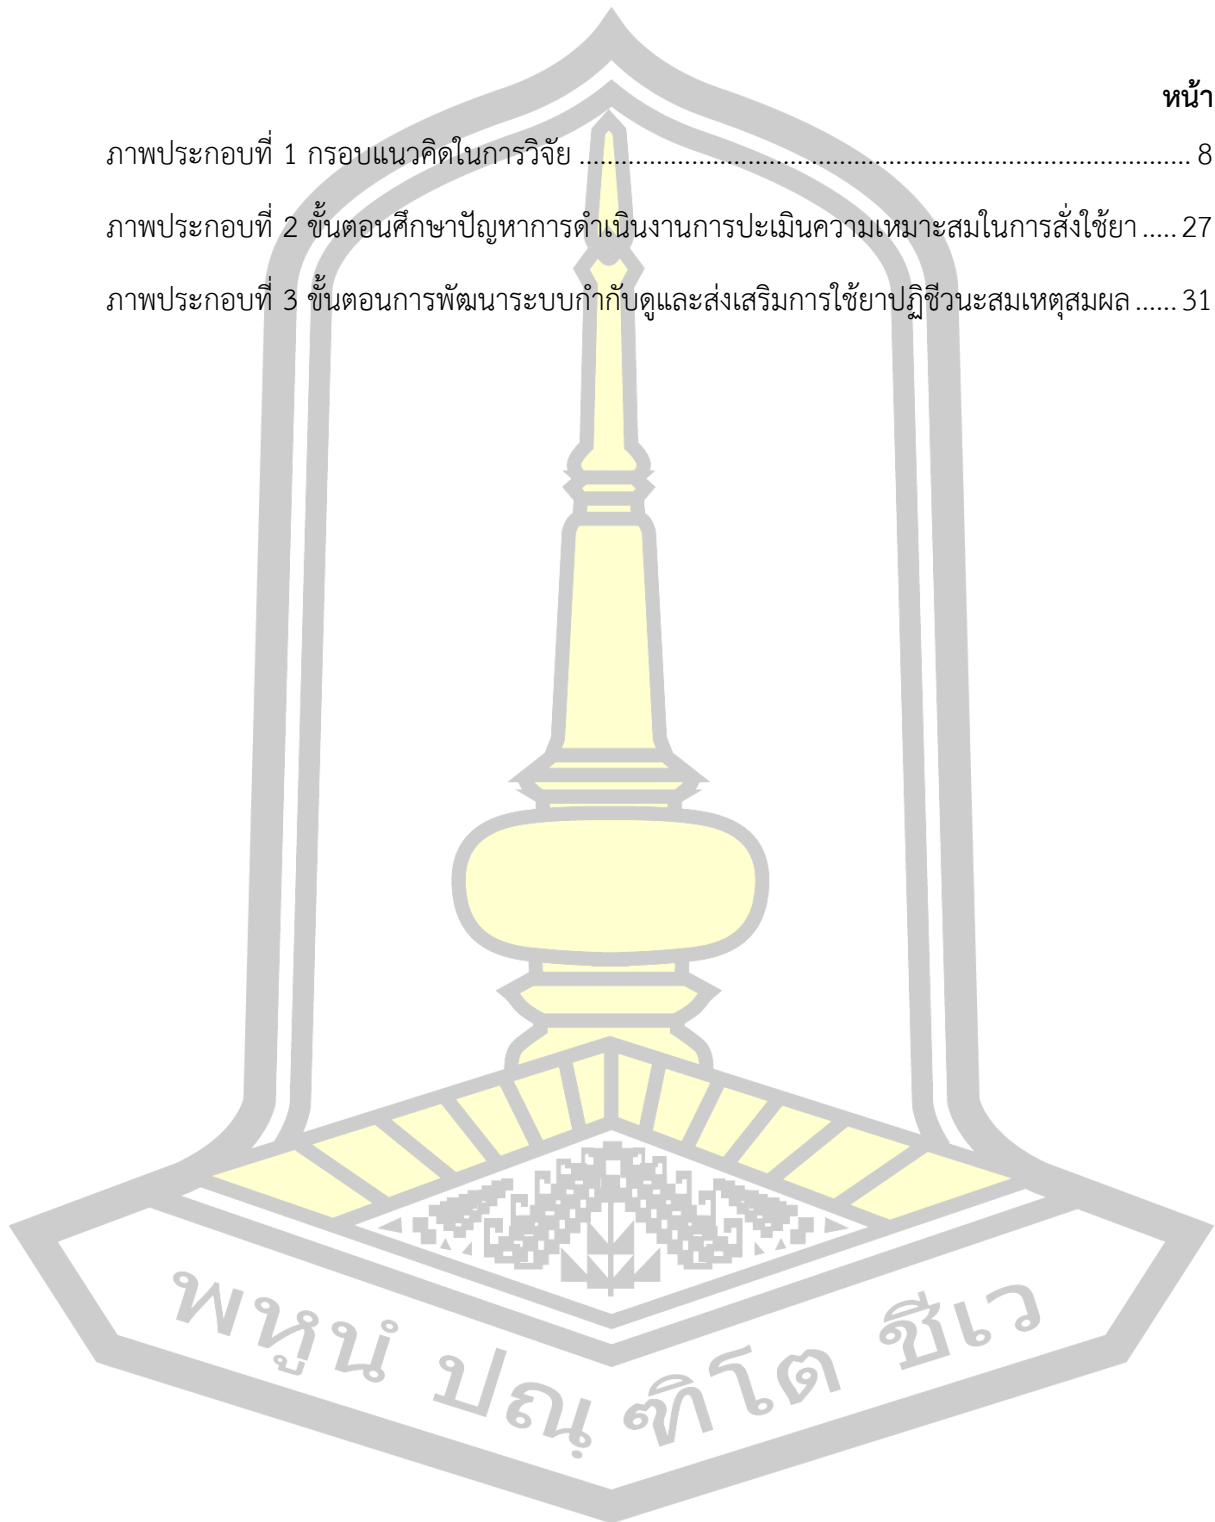 หน้า
ภาพประกอบที่ 1 กรอบแนวคิดในการวิจัย ........................................................................................ 8
ภาพประกอบที่ 2 ขั้นตอนศึกษาปัญหาการดำเนินงานการปะเมินความเหมาะสมในการสั่งใช้ยา ..... 27
ภาพประกอบที่ 3 ขั้นตอนการพัฒนาระบบกำกับดูและส่งเสริมการใช้ยาปฏิชีวนะสมเหตุสมผล ...... 31
พหูนํ ปณฺ ฑิโต ชีเว